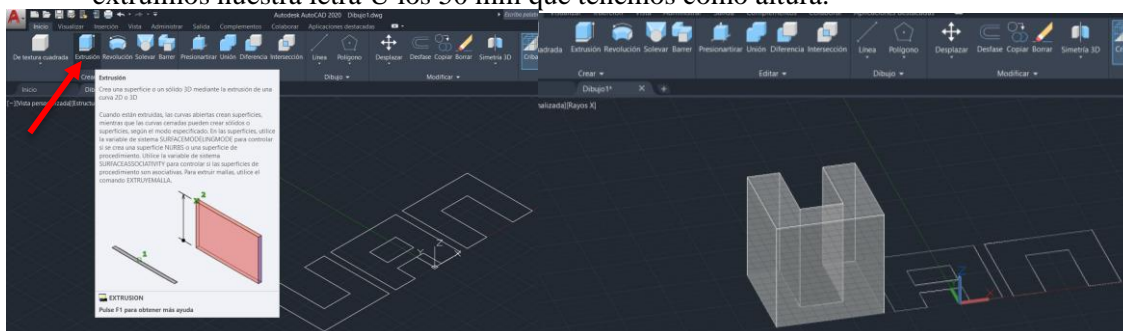 extruimos nuestra letra U los 50 mm que tenemos como altura.
Autodesk AutoCAD 2020 Dibujo1.dwg
Inicio Visualizar Inserción Vista Administrar Salida Complementos Colaborar Aplicaciones destacadas
De textura cuadrada Extrusión Revolución Solevar Barrer Presionartirar Unión Diferencia Intersección Línea Polígono Desplazar Desfase Copiar Borrar Simetría 3D
Crear Dibujo Modificar
Inicio
Extrusión
Crea una superficie o un sólido 3D mediante la extrusión de una
curva 2D o 3D
Cuando están extruidas, las curvas abiertas crean superficies,
mientras que las curvas cerradas pueden crear sólidos o
superficies, según el modo especificado. En las superficies, utilice
la variable de sistema SURFACEMODELINGMODE para controlar
si se crea una superficie NURBS o una superficie de
procedimiento. Utilice la variable de sistema
SURFACEASSOCIATIVITY para controlar si las superficies de
procedimiento son asociativas. Para extruir mallas, utilice el
comando EXTRUYEMALLA.
1
2
EXTRUSION
Pulse F1 para obtener más ayuda
Z
X
Extrusión Revolución Solevar Barrer Presionartirar Unión Diferencia Intersección Línea Polígono Desplazar Desfase Copiar Borrar Simetría 3D
Crear Editar Dibujo Modificar
Dibujo1*
[Rayos X]